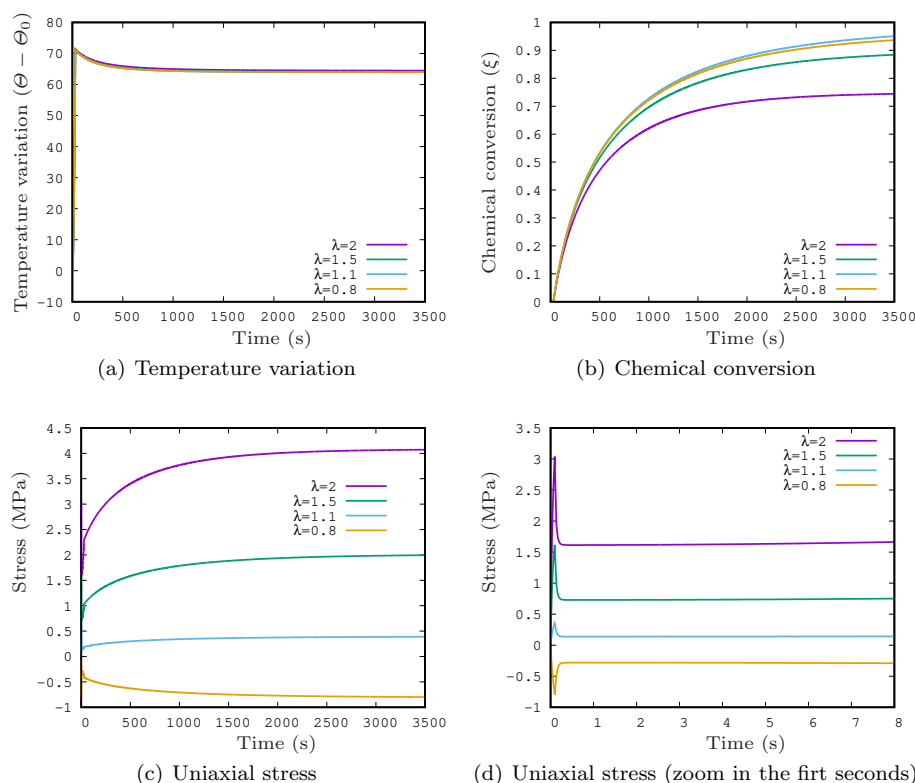 Temperature variation (Θ − Θ₀)
80
70
60
50
40
30
20
10
0
−10
λ=2
λ=1.5
λ=1.1
λ=0.8
0 500 1000 1500 2000 2500 3000 3500
Time (s)
(a) Temperature variation
Chemical conversion (ξ)
1
0.9
0.8
0.7
0.6
0.5
0.4
0.3
0.2
0.1
0
λ=2
λ=1.5
λ=1.1
λ=0.8
0 500 1000 1500 2000 2500 3000 3500
Time (s)
(b) Chemical conversion
Stress (MPa)
4.5
4
3.5
3
2.5
2
1.5
1
0.5
0
−0.5
−1
λ=2
λ=1.5
λ=1.1
λ=0.8
0 500 1000 1500 2000 2500 3000 3500
Time (s)
(c) Uniaxial stress
Stress (MPa)
3.5
3
2.5
2
1.5
1
0.5
0
−0.5
−1
λ=2
λ=1.5
λ=1.1
λ=0.8
0 1 2 3 4 5 6 7 8
Time (s)
(d) Uniaxial stress (zoom in the firt seconds)